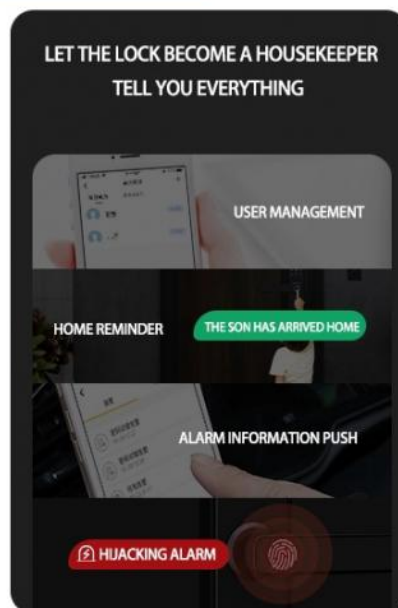 LET THE LOCK BECOME A HOUSEKEEPER
TELL YOU EVERYTHING
USER MANAGEMENT
HOME REMINDER
THE SON HAS ARRIVED HOME
ALARM INFORMATION PUSH
HIJACKING ALARM